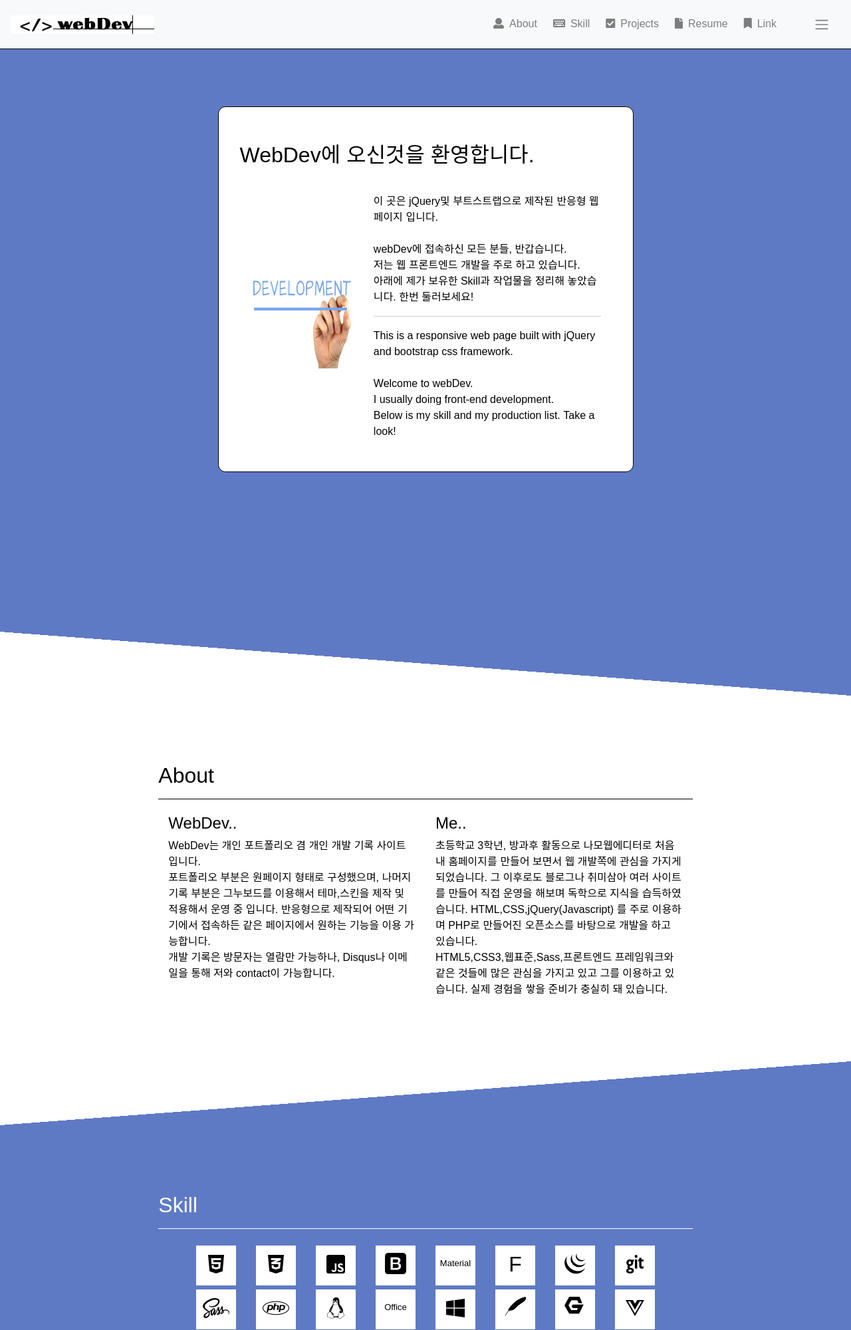 </> webDev
About Skill Projects Resume Link
WebDev에 오신것을 환영합니다.
이 곳은 jQuery및 부트스트랩으로 제작된 반응형 웹
페이지 입니다.
webDev에 접속하신 모든 분들, 반갑습니다.
저는 웹 프론트엔드 개발을 주로 하고 있습니다.
아래에 제가 보유한 Skill과 작업물을 정리해 놓았습
니다. 한번 둘러보세요!
DEVELOPMENT
This is a responsive web page built with jQuery
and bootstrap css framework.
Welcome to webDev.
I usually doing front-end development.
Below is my skill and my production list. Take a
look!
About
WebDev..
WebDev는 개인 포트폴리오 겸 개인 개발 기록 사이트
입니다.
포트폴리오 부분은 원페이지 형태로 구성했으며, 나머지
기록 부분은 그누보드를 이용해서 테마,스킨을 제작 및
적용해서 운영 중 입니다. 반응형으로 제작되어 어떤 기
기에서 접속하든 같은 페이지에서 원하는 기능을 이용 가
능합니다.
개발 기록은 방문자는 열람만 가능하나, Disqus나 이메
일을 통해 저와 contact이 가능합니다.
Me..
초등학교 3학년, 방과후 활동으로 나모웹에디터로 처음
내 홈페이지를 만들어 보면서 웹 개발쪽에 관심을 가지게
되었습니다. 그 이후로도 블로그나 취미삼아 여러 사이트
를 만들어 직접 운영을 해보며 독학으로 지식을 습득하였
습니다. HTML,CSS,jQuery(Javascript) 를 주로 이용하
며 PHP로 만들어진 오픈소스를 바탕으로 개발을 하고
있습니다.
HTML5,CSS3,웹표준,Sass,프론트엔드 프레임워크와
같은 것들에 많은 관심을 가지고 있고 그를 이용하고 있
습니다. 실제 경험을 쌓을 준비가 충실히 돼 있습니다.
Skill
5 3 JS B Material F git
Sass php Office G